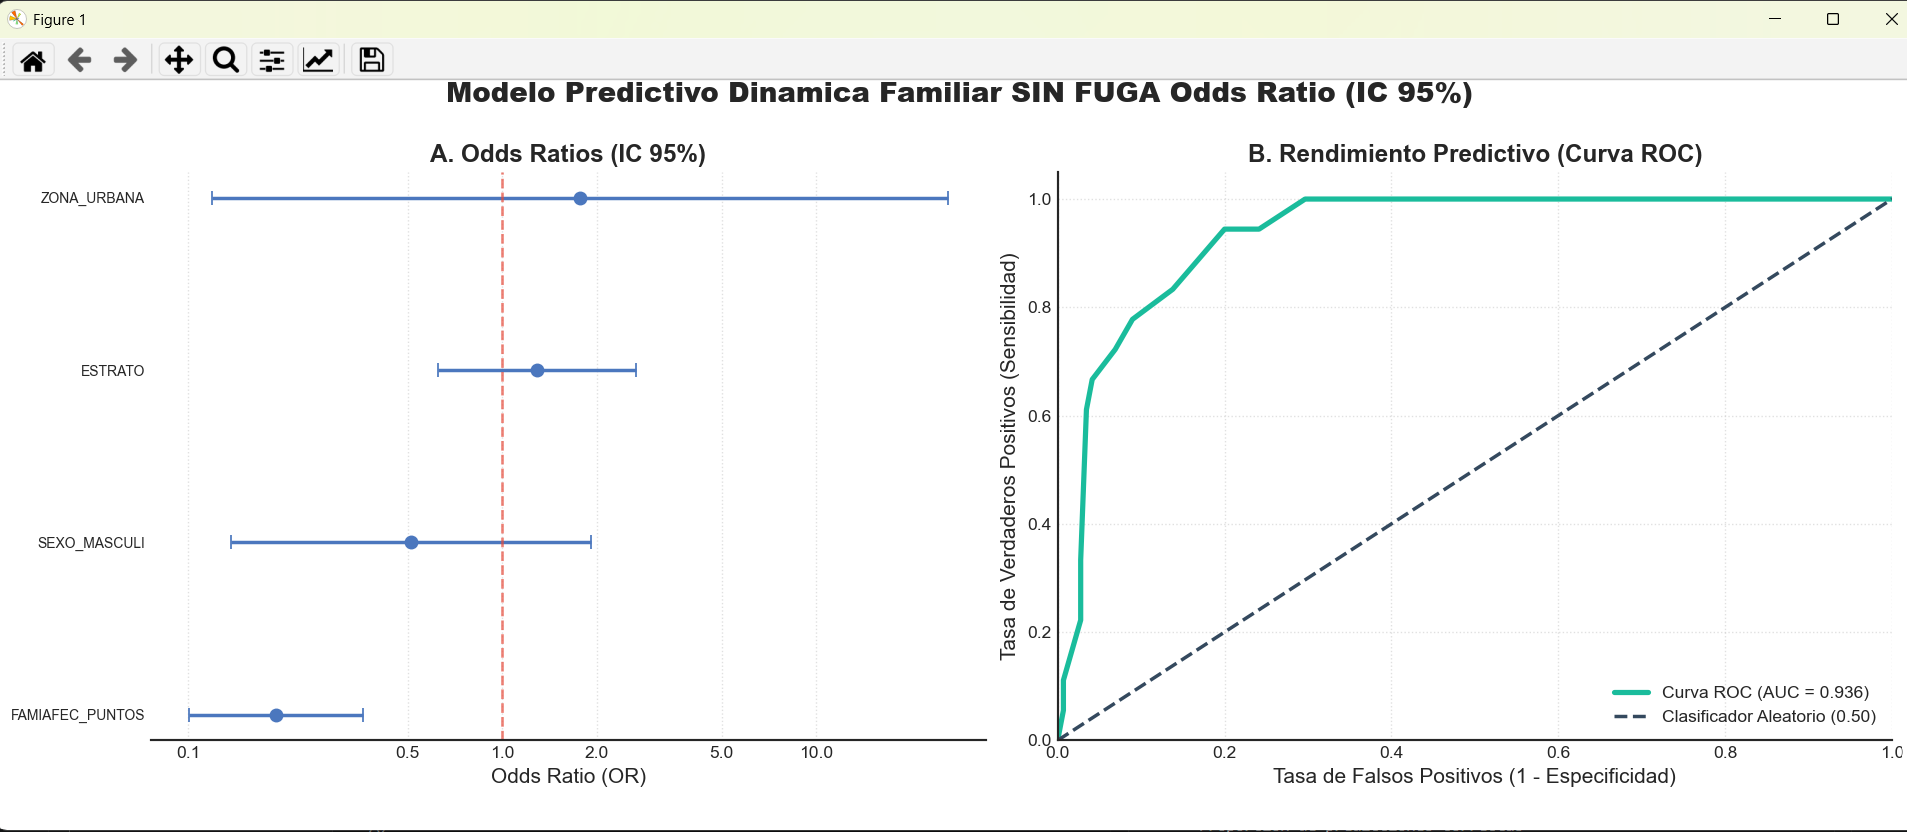 Figure 1
Modelo Predictivo Dinamica Familiar SIN FUGA Odds Ratio (IC 95%)
A. Odds Ratios (IC 95%)
ZONA_URBANA
ESTRATO
SEXO_MASCULI
FAMIAFEC_PUNTOS
0.1 0.5 1.0 2.0 5.0 10.0
Odds Ratio (OR)
B. Rendimiento Predictivo (Curva ROC)
Tasa de Verdaderos Positivos (Sensibilidad)
1.0
0.8
0.6
0.4
0.2
0.0
Curva ROC (AUC = 0.936)
Clasificador Aleatorio (0.50)
0.0 0.2 0.4 0.6 0.8 1.0
Tasa de Falsos Positivos (1 - Especificidad)